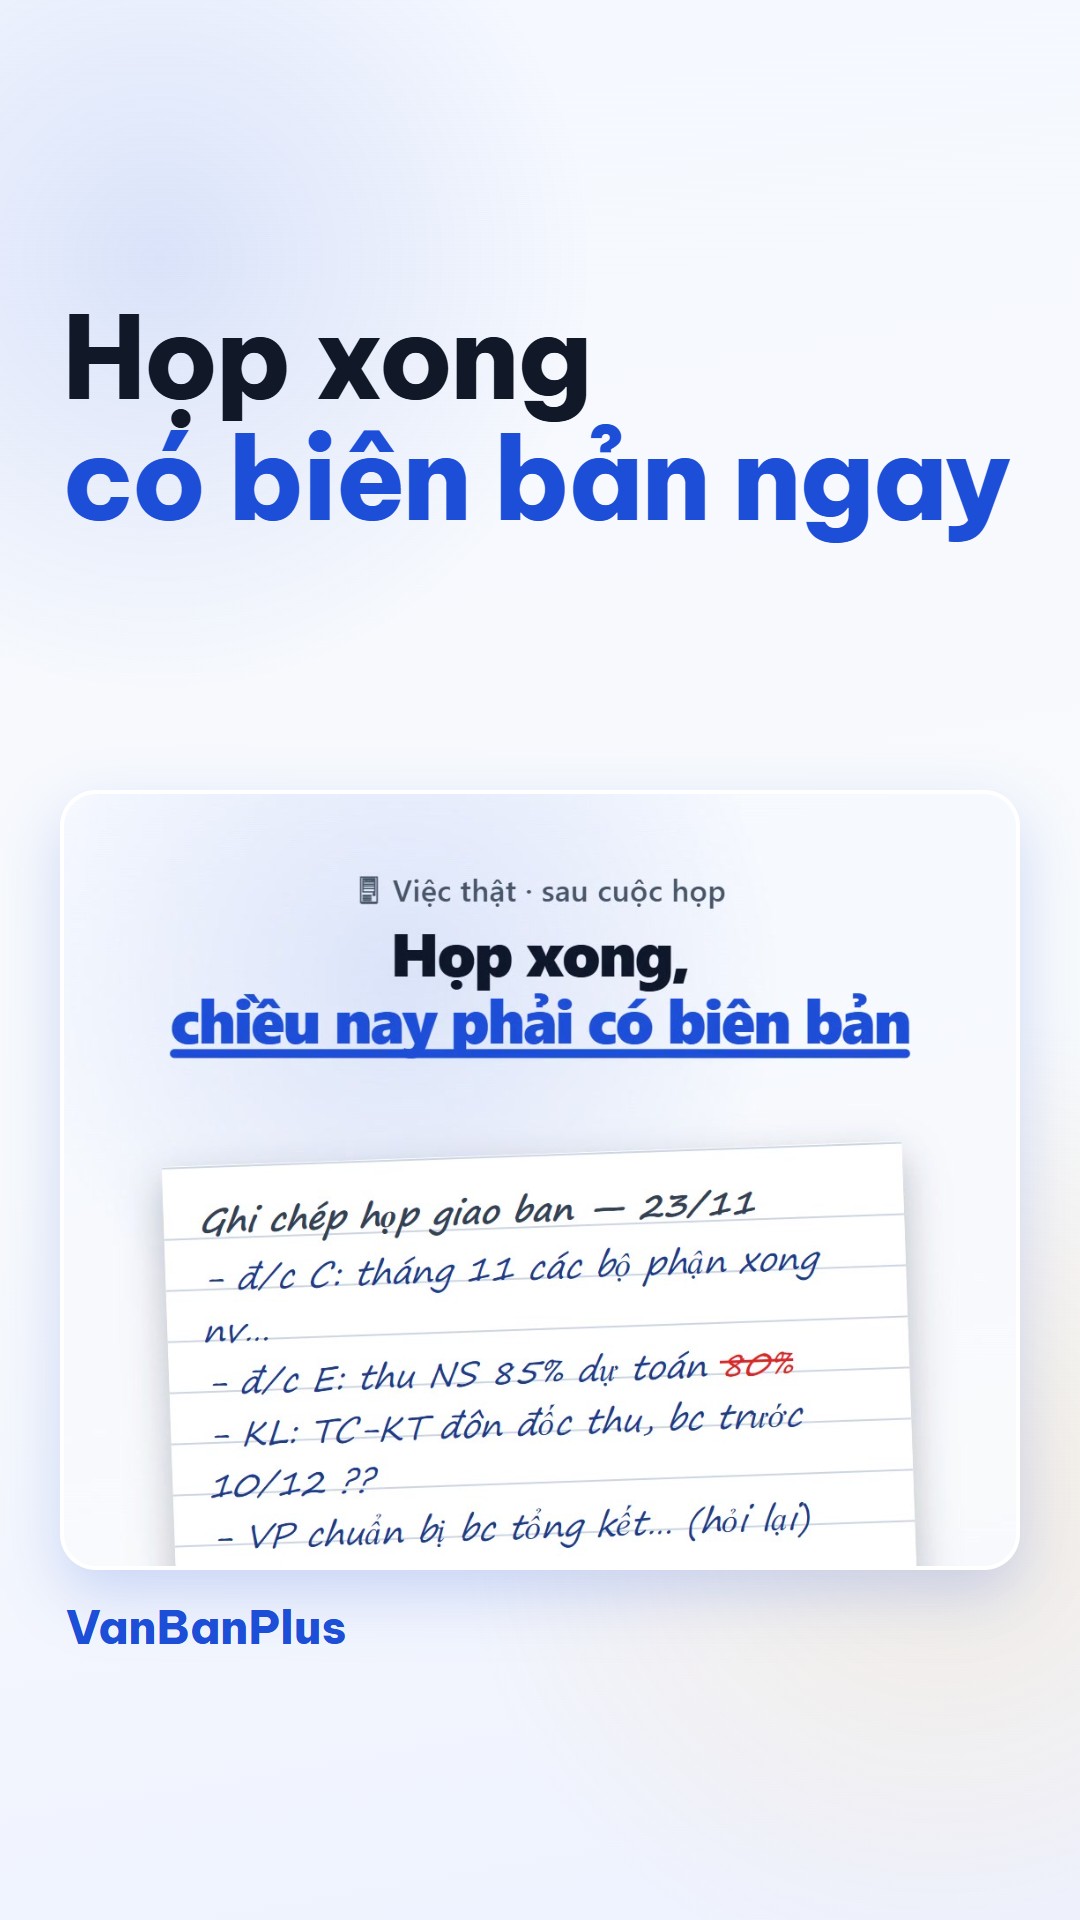 Họp xong
có biên bản ngay
Việc thật · sau cuộc họp
Họp xong,
chiều nay phải có biên bản
Ghi chép họp giao ban — 23/11
- đ/c C: tháng 11 các bộ phận xong
nv...
- đ/c E: thu NS 85% dự toán 80%
- KL: TC-KT đôn đốc thu, bc trước
10/12 ??
- VP chuẩn bị bc tổng kết... (hỏi lại)
VanBanPlus